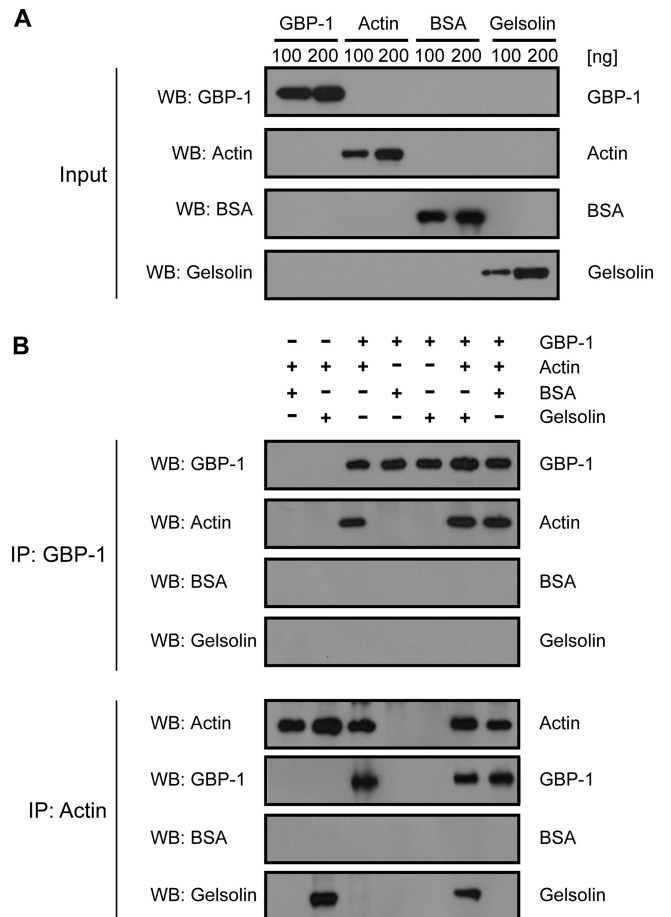 A
GBP-1 Actin BSA Gelsolin
100 200 100 200 100 200 100 200 [ng]
Input
WB: GBP-1 GBP-1
WB: Actin Actin
WB: BSA BSA
WB: Gelsolin Gelsolin
B
- - + + + + + GBP-1
+ + + - - + + Actin
+ - - + - - + BSA
- + - - + + - Gelsolin
IP: GBP-1
WB: GBP-1 GBP-1
WB: Actin Actin
WB: BSA BSA
WB: Gelsolin Gelsolin
IP: Actin
WB: Actin Actin
WB: GBP-1 GBP-1
WB: BSA BSA
WB: Gelsolin Gelsolin